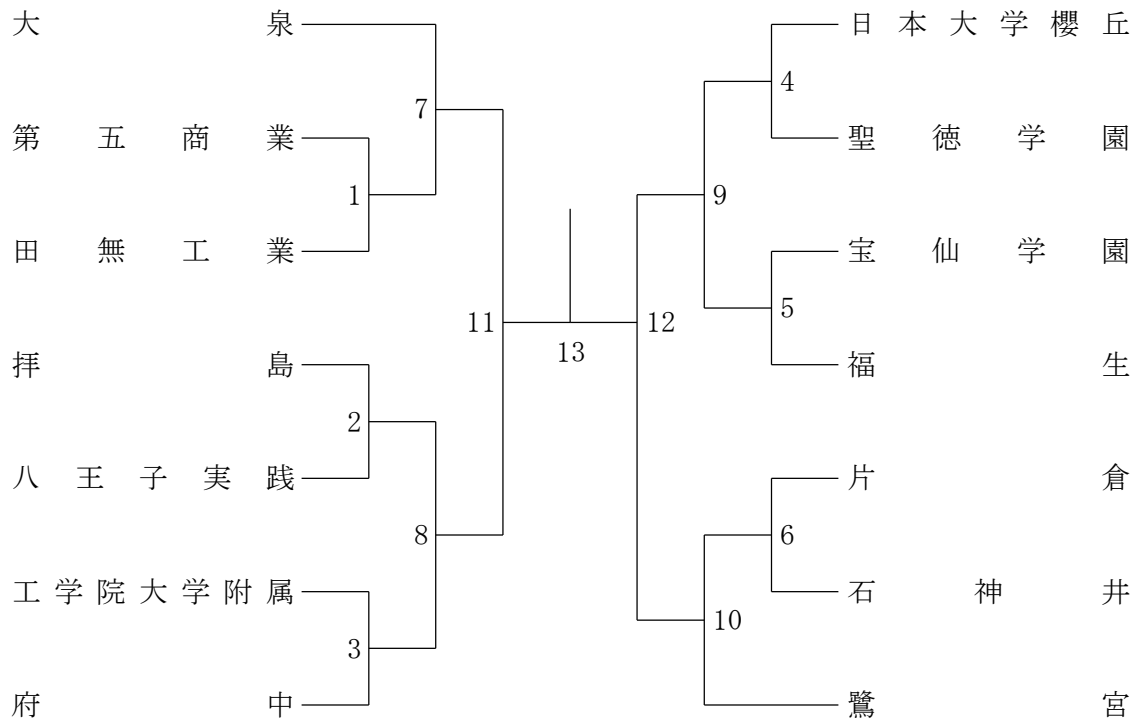 大泉
第五商業
田無工業
拝島
八王子実践
工学院大学附属
府中
7
1
2
8
3
11
13
12
日本大学櫻丘
聖徳学園
宝仙学園
福生
片倉
石神井
鷺宮
4
9
5
6
10